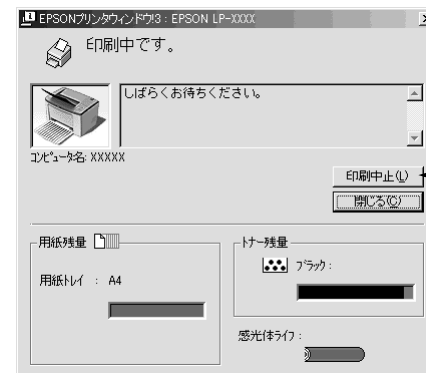 EPSONプリンタウィンドウ!3 : EPSON LP-XXXX
印刷中です。
しばらくお待ちください。
コンピュータ名: XXXXX
印刷中止(L)
閉じる(C)
用紙残量
用紙トレイ : A4
トナー残量
ブラック :
感光体ライフ :